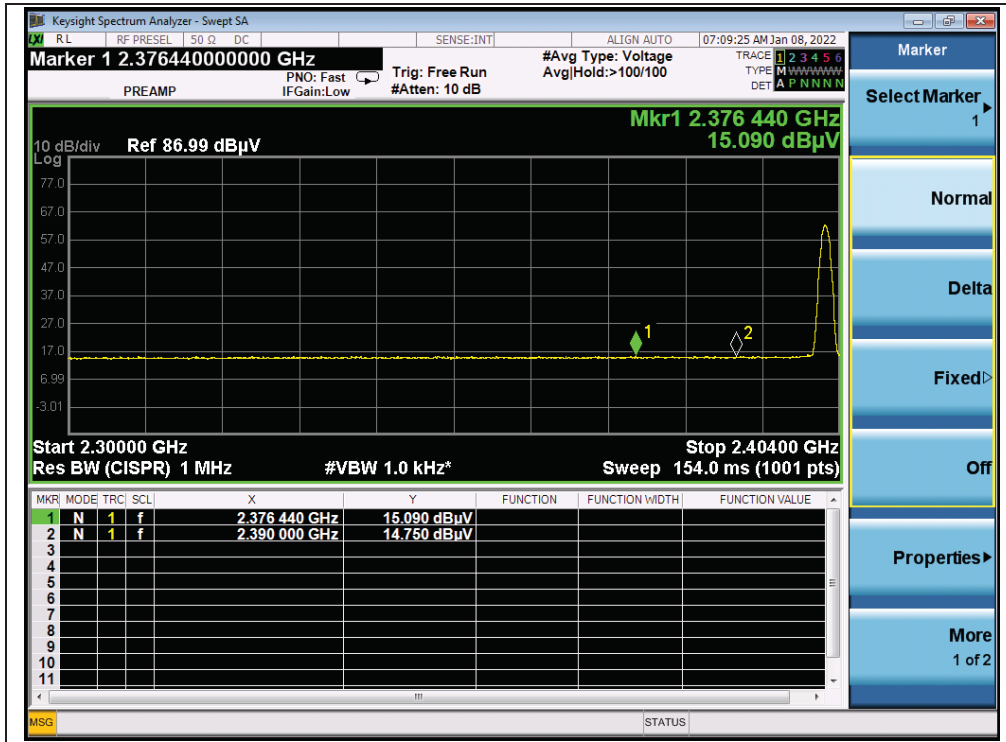 Keysight Spectrum Analyzer - Swept SA
LXI RL RF PRESEL 50 Ω DC SENSE:INT ALIGN AUTO 07:09:25 AM Jan 08, 2022
Marker 1 2.376440000000 GHz #Avg Type: Voltage TRACE 1 2 3 4 5 6
PNO: Fast Trig: Free Run Avg|Hold:>100/100 TYPE M W W W W W
PREAMP IFGain:Low #Atten: 10 dB DET A P N N N N
Mkr1 2.376 440 GHz
10 dB/div Ref 86.99 dBµV 15.090 dBµV
Log
77.0
67.0
57.0
47.0
37.0
27.0
17.0
6.99
-3.01
1
2
Start 2.30000 GHz Stop 2.40400 GHz
Res BW (CISPR) 1 MHz #VBW 1.0 kHz* Sweep 154.0 ms (1001 pts)
MKR MODE TRC SCL X Y FUNCTION FUNCTION WIDTH FUNCTION VALUE
1 N 1 f 2.376 440 GHz 15.090 dBµV
2 N 1 f 2.390 000 GHz 14.750 dBµV
3
4
5
6
7
8
9
10
11
MSG STATUS
Marker
Select Marker
1
Normal
Delta
Fixed
Off
Properties
More
1 of 2